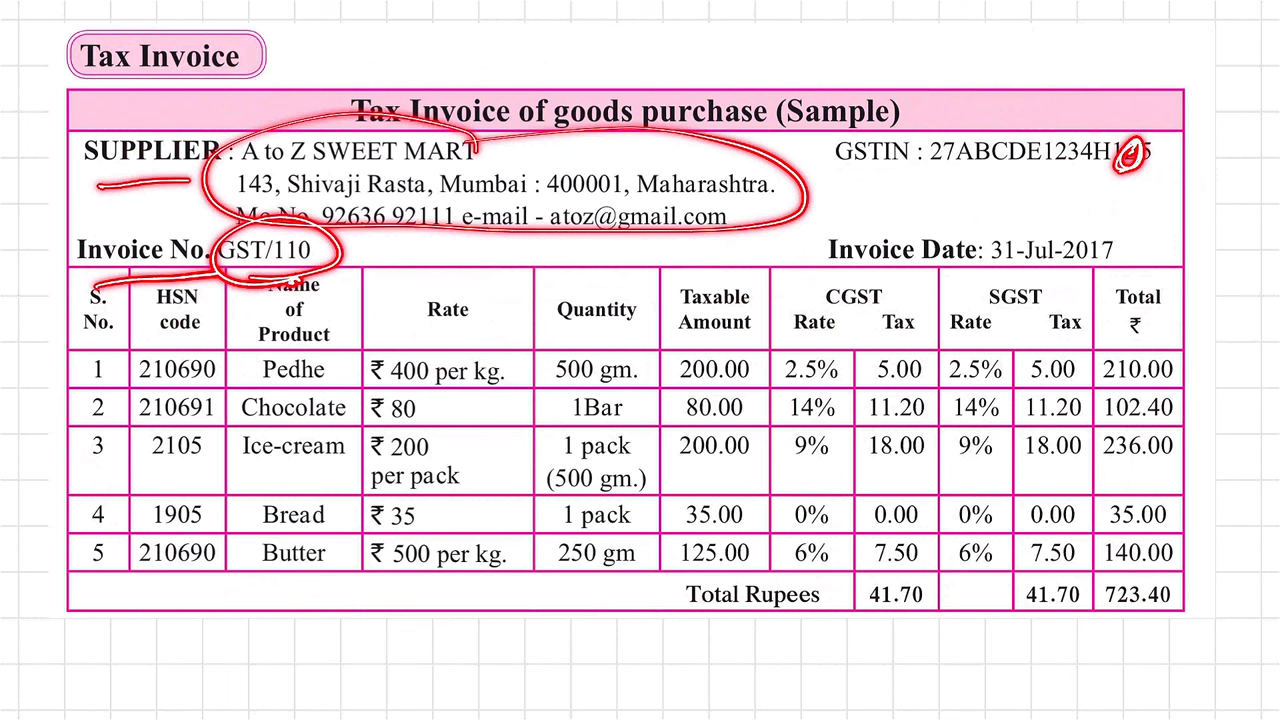 Tax Invoice
Tax Invoice of goods purchase (Sample)
SUPPLIER : A to Z SWEET MART GSTIN :
143, Shivaji Rasta, Mumbai : 400001, Maharashtra.
Mo.No. 92636 92111 e-mail - atoz@gmail.com
Invoice No. GST/110 Invoice Date: 31-Jul-2017
S. No. HSN code Name of Product Rate Quantity Taxable Amount CGST Rate Tax SGST Rate Tax Total ₹
1 210690 Pedhe ₹ 400 per kg. 500 gm. 200.00 2.5% 5.00 2.5% 5.00 210.00
2 210691 Chocolate ₹ 80 1Bar 80.00 14% 11.20 14% 11.20 102.40
3 2105 Ice-cream ₹ 200 per pack 1 pack (500 gm.) 200.00 9% 18.00 9% 18.00 236.00
4 1905 Bread ₹ 35 1 pack 35.00 0% 0.00 0% 0.00 35.00
5 210690 Butter ₹ 500 per kg. 250 gm 125.00 6% 7.50 6% 7.50 140.00
Total Rupees 41.70 41.70 723.40